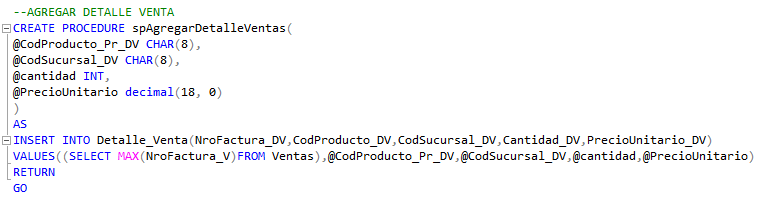 --AGREGAR DETALLE VENTA
CREATE PROCEDURE spAgregarDetalleVentas(
@CodProducto_Pr_DV CHAR(8),
@CodSucursal_DV CHAR(8),
@cantidad INT,
@PrecioUnitario decimal(18, 0)
)
AS
INSERT INTO Detalle_Venta(NroFactura_DV,CodProducto_DV,CodSucursal_DV,Cantidad_DV,PrecioUnitario_DV)
VALUES((SELECT MAX(NroFactura_V)FROM Ventas),@CodProducto_Pr_DV,@CodSucursal_DV,@cantidad,@PrecioUnitario)
RETURN
GO